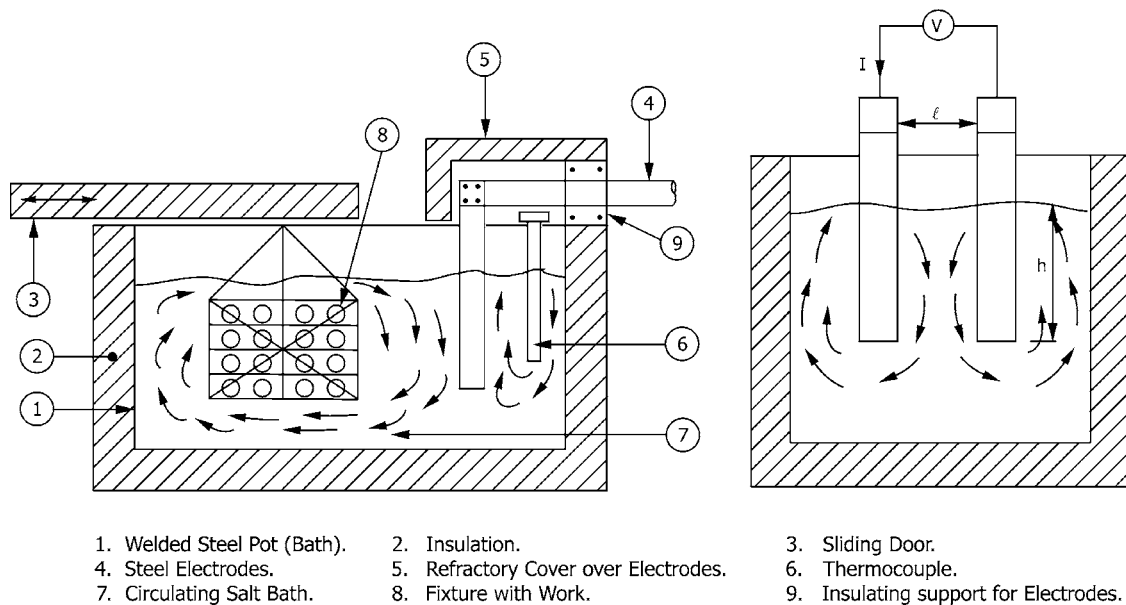 V
I
5
4
8
ℓ
9
3
h
2
6
1
7
1. Welded Steel Pot (Bath). 2. Insulation. 3. Sliding Door.
4. Steel Electrodes. 5. Refractory Cover over Electrodes. 6. Thermocouple.
7. Circulating Salt Bath. 8. Fixture with Work. 9. Insulating support for Electrodes.